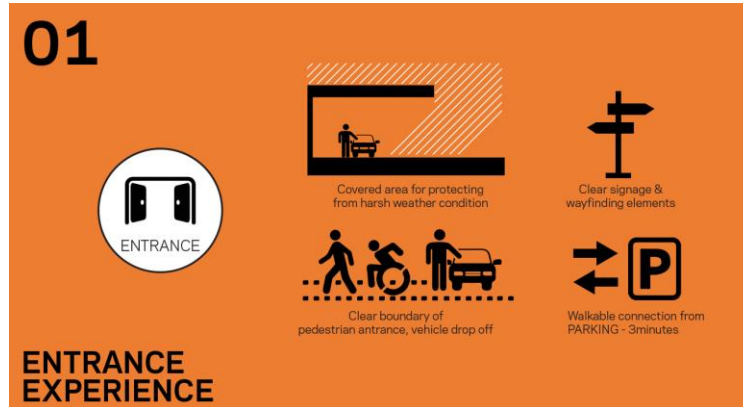 01
ENTRANCE
Covered area for protecting
from harsh weather condition
Clear signage &
wayfinding elements
Clear boundary of
pedestrian antrance, vehicle drop off
P
Walkable connection from
PARKING - 3minutes
ENTRANCE
EXPERIENCE